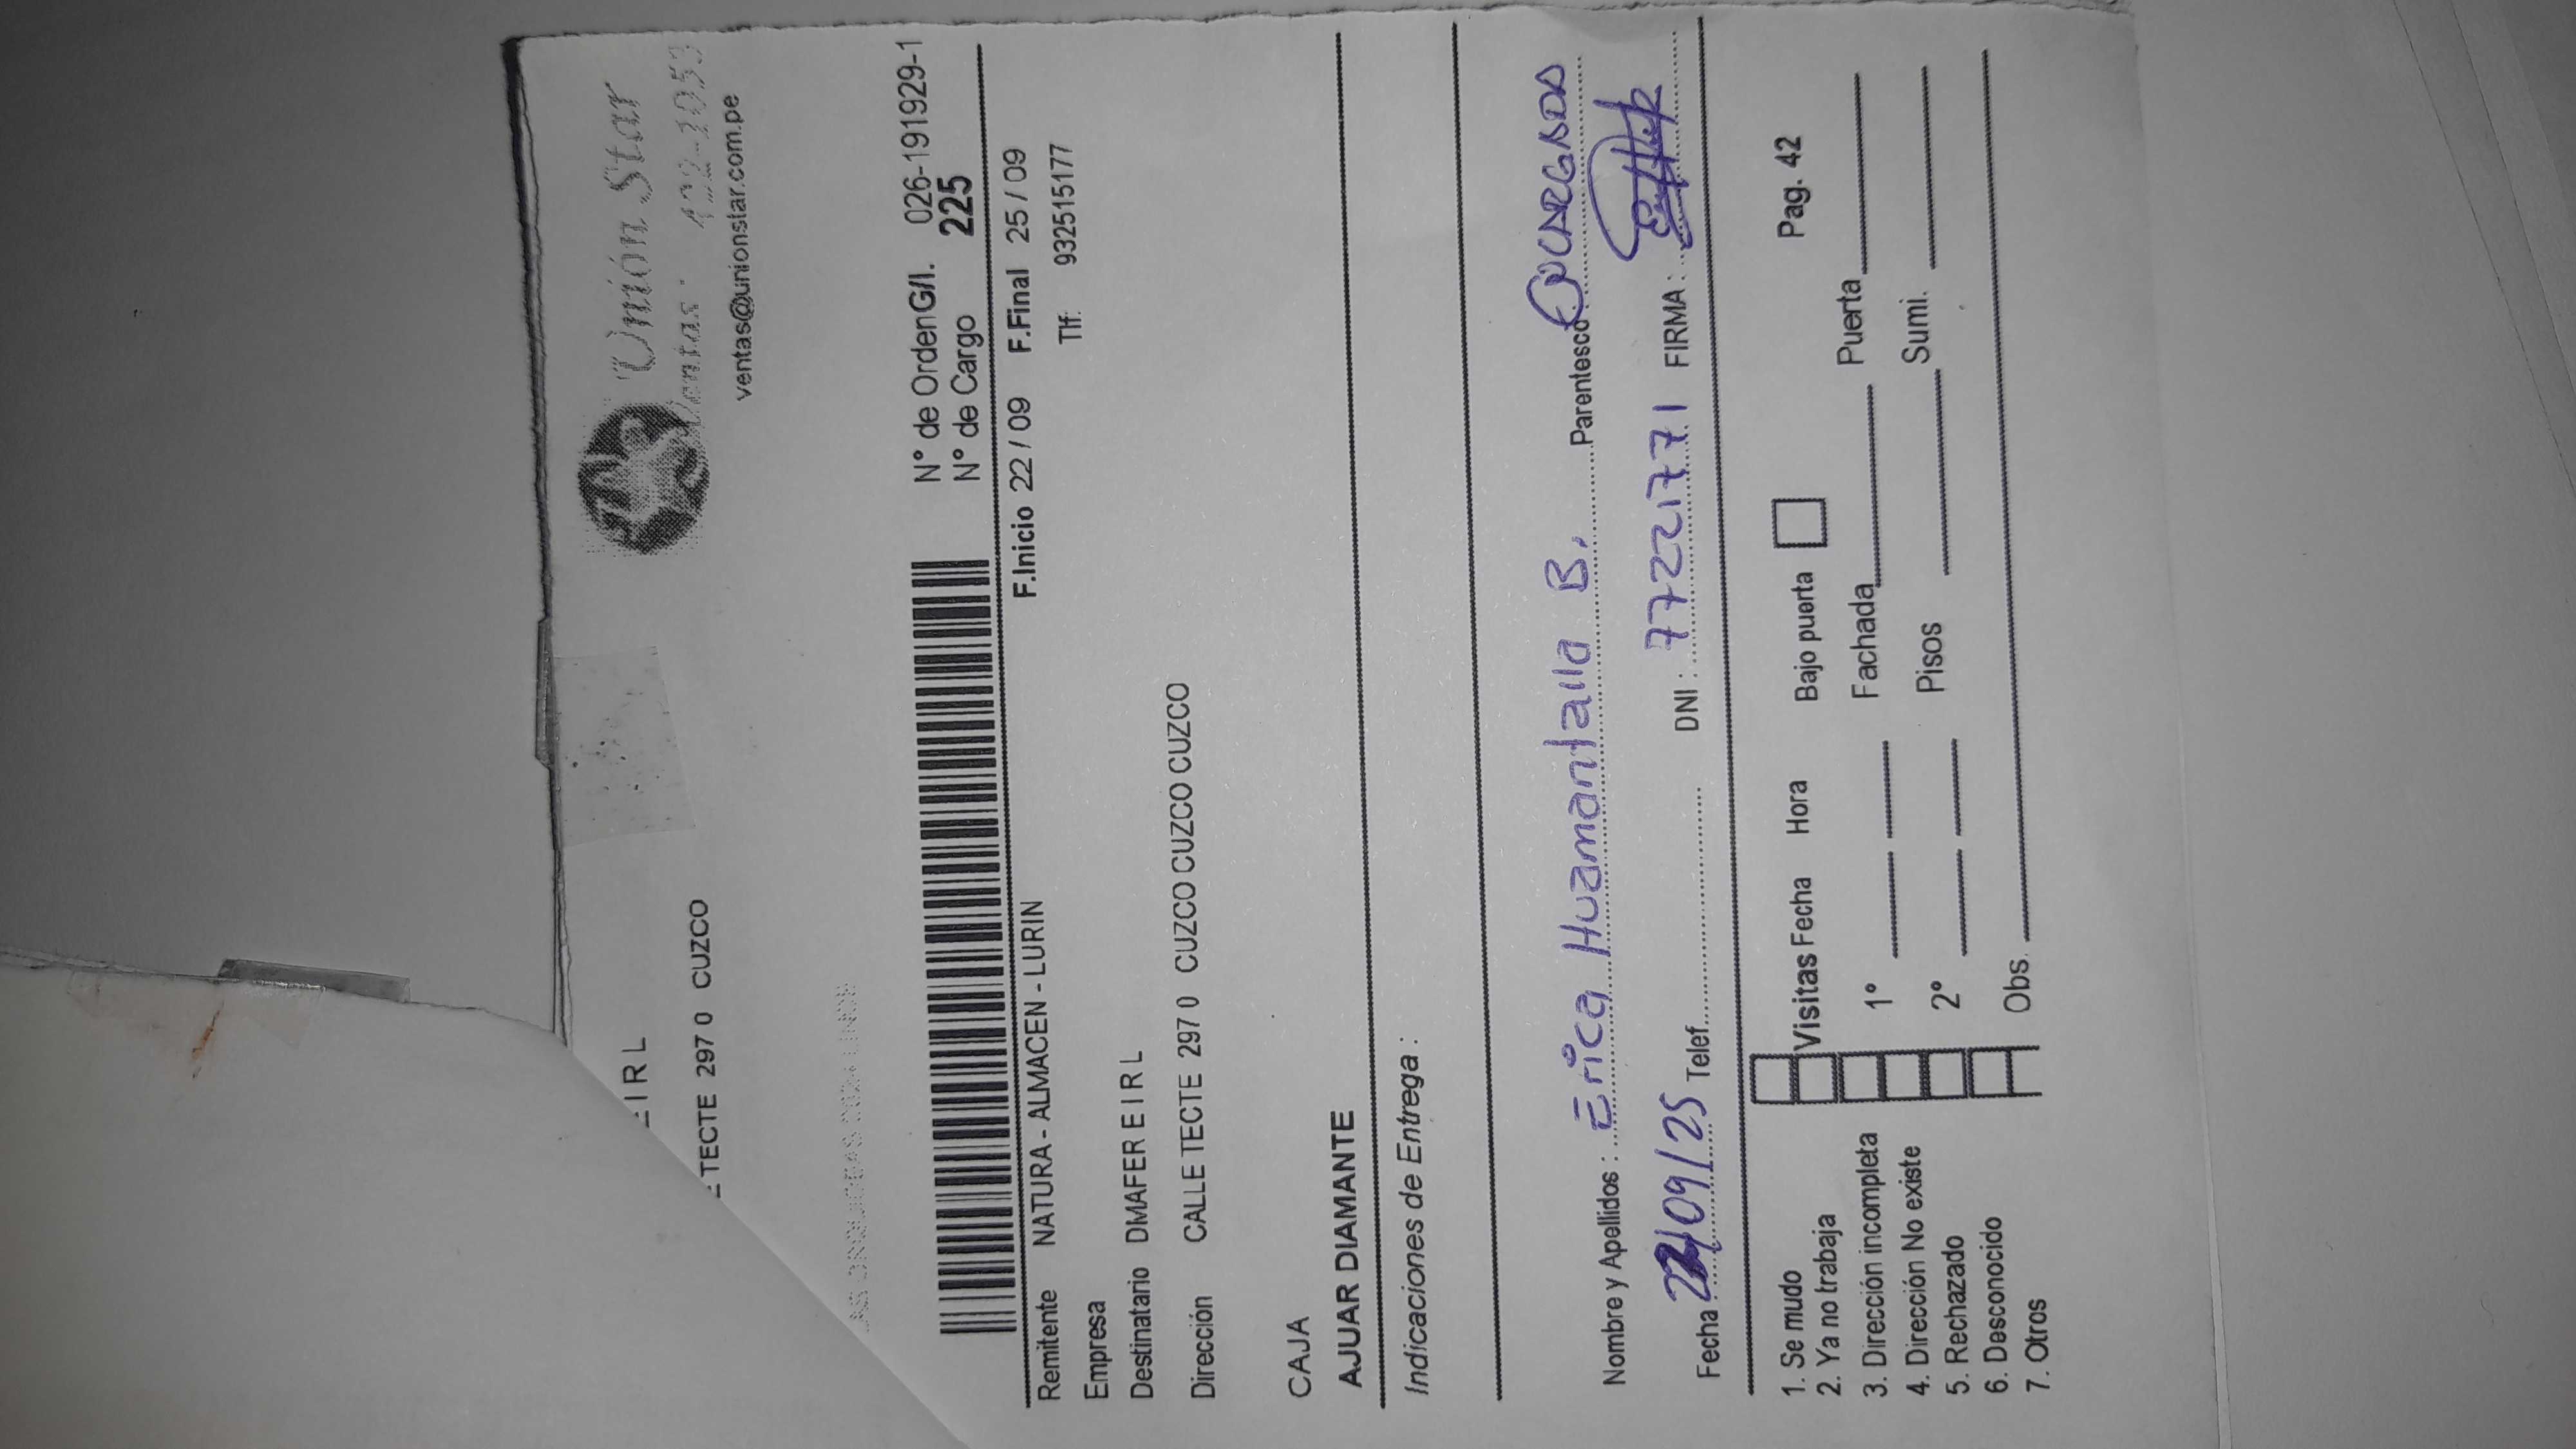 Unión Star
Ventas: 422-1053
ventas@unionstar.com.pe
E I R L
E TECTE 297 0 CUZCO
N° de OrdenG/I. 026-191929-1
N° de Cargo 225
F.Inicio 22 / 09 F.Final 25 / 09
Remitente NATURA - ALMACEN - LURIN
Tlf: 932515177
Empresa
Destinatario DMAFER E I R L
Dirección CALLE TECTE 297 0 CUZCO CUZCO CUZCO
CAJA
AJUAR DIAMANTE
Indicaciones de Entrega :
Nombre y Apellidos : Erica Huamantalla B. Parentesco
Fecha 22/09/25 Telef. DNI : 77221771 FIRMA :
1. Se mudo
2. Ya no trabaja
3. Dirección incompleta
4. Dirección No existe
5. Rechazado
6. Desconocido
7. Otros
Visitas Fecha Hora Bajo puerta Pag. 42
1° Fachada Puerta
2° Pisos Sumi.
Obs.